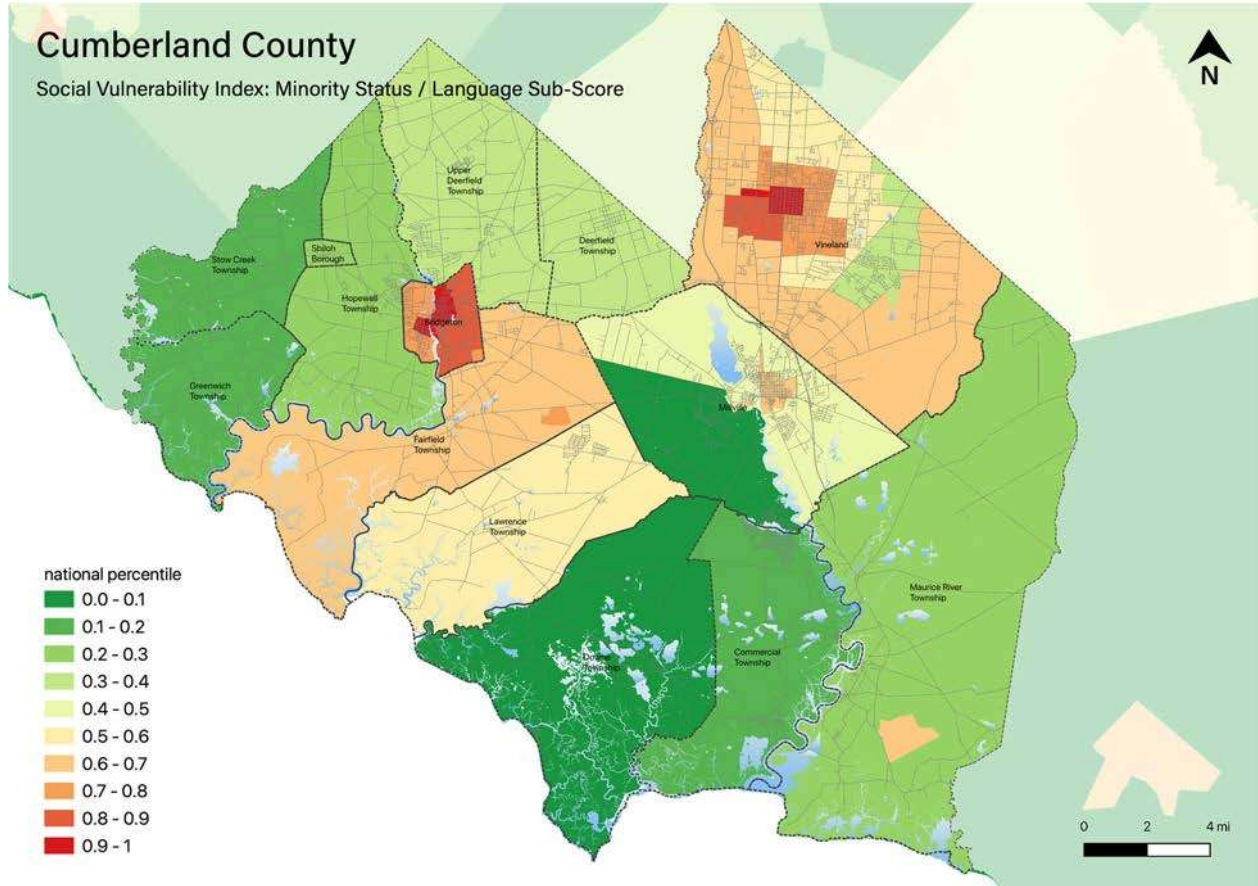 Cumberland County
Social Vulnerability Index: Minority Status / Language Sub-Score
N
Upper
Deerfield
Township
Deerfield
Township
Vineland
Shiloh
Borough
Stow Creek
Township
Hopewell
Township
Bridgeton
Greenwich
Township
Millville
Fairfield
Township
Lawrence
Township
Maurice River
Township
Downe
Township
Commercial
Township
national percentile
0.0 - 0.1
0.1 - 0.2
0.2 - 0.3
0.3 - 0.4
0.4 - 0.5
0.5 - 0.6
0.6 - 0.7
0.7 - 0.8
0.8 - 0.9
0.9 - 1
0 2 4 mi